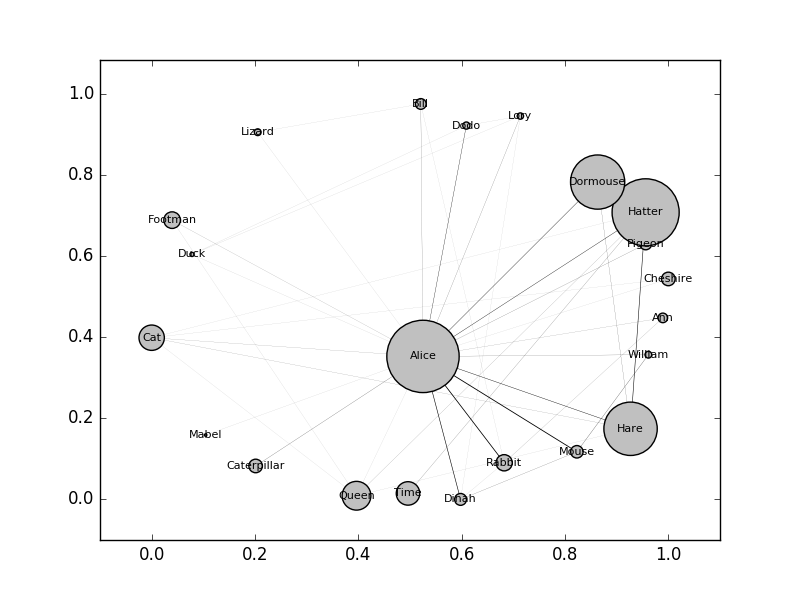 1.0
Bill
Lory
Dodo
Lizard
0.8
Dormouse
Footman
Hatter
0.6
Duck
Pigeon
Cheshire
0.4
Cat
Ann
Alice
William
0.2
Mabel
Hare
Caterpillar
Rabbit
Mouse
0.0
Queen
Time
Dinah
0.0 0.2 0.4 0.6 0.8 1.0